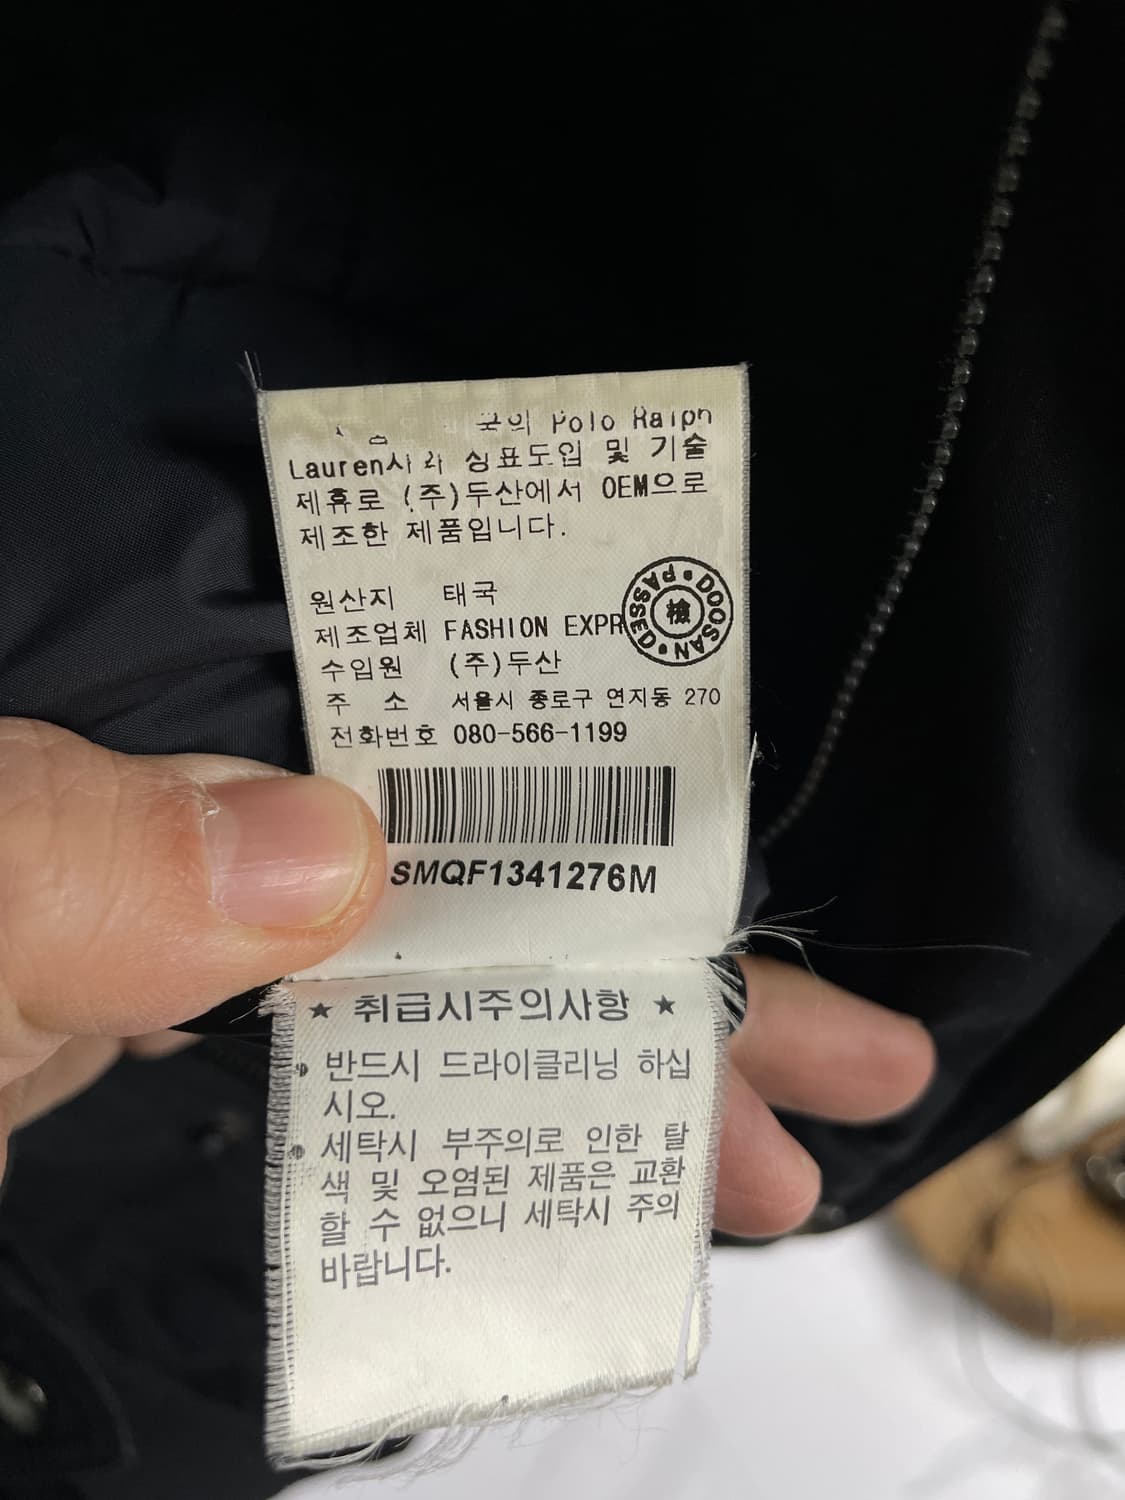 국의 Polo Ralph
Lauren사와 상표도입 및 기술
제휴로 (주)두산에서 OEM으로
제조한 제품입니다.
원산지 태국
제조업체 FASHION EXPR
수입원 (주)두산
주 소 서울시 종로구 연지동 270
전화번호 080-566-1199
DOOSAN • PASSED •
檢
SMQF1341276M
★ 취급시주의사항 ★
• 반드시 드라이클리닝 하십
시오.
• 세탁시 부주의로 인한 탈
색 및 오염된 제품은 교환
할 수 없으니 세탁시 주의
바랍니다.